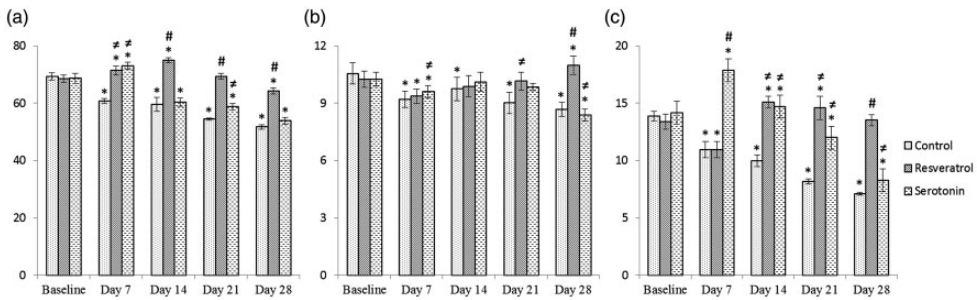 (a)
80
60
40
20
0
* ≠ * ≠ *
* # * *
* # ≠ *
* # * *
Baseline Day 7 Day 14 Day 21 Day 28
(b)
12
9
6
3
0
* * ≠ *
*
* ≠
* # * ≠ *
Baseline Day 7 Day 14 Day 21 Day 28
(c)
20
15
10
5
0
* * # *
* ≠ * ≠ *
* ≠ * ≠ *
* # ≠ *
Baseline Day 7 Day 14 Day 21 Day 28
Control
Resveratrol
Serotonin